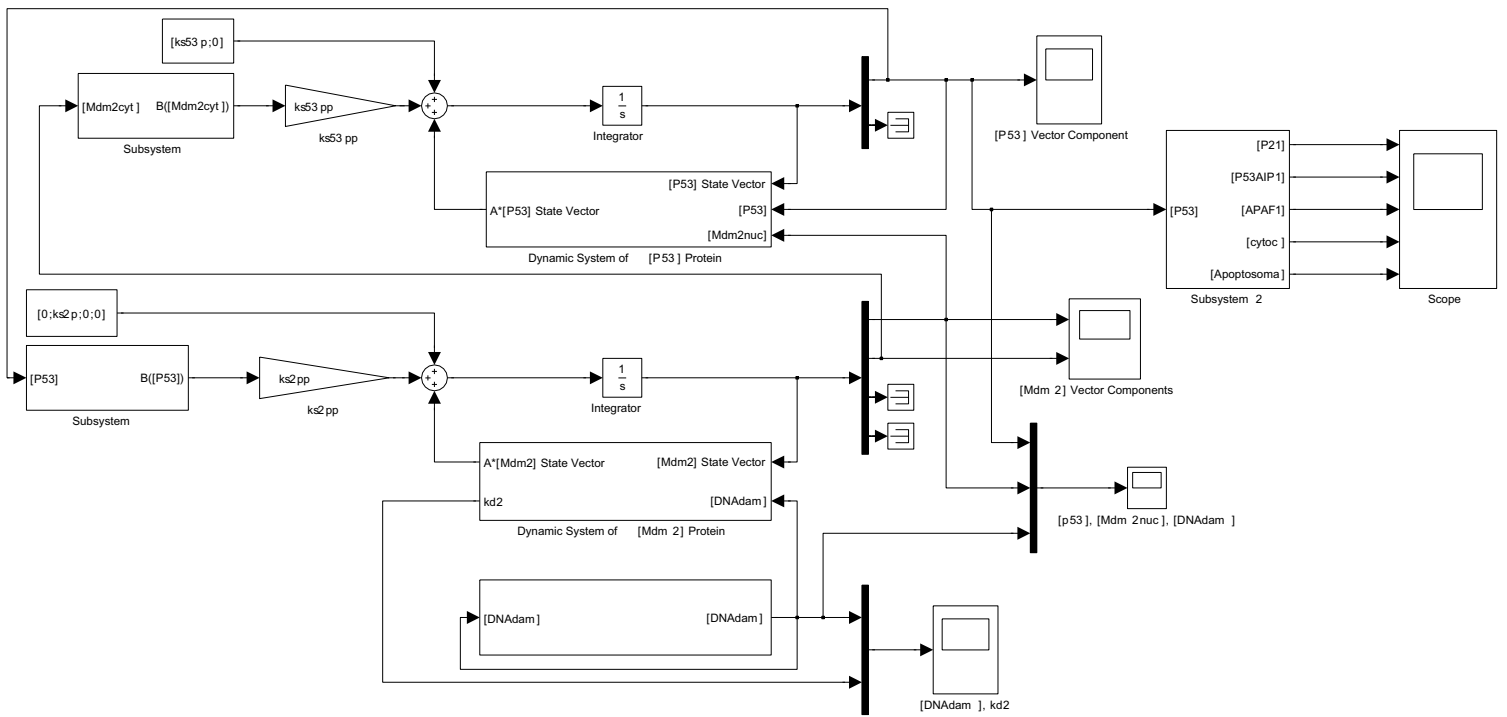 [ks53 p;0]
[Mdm2cyt ]
B([Mdm2cyt ])
Subsystem
ks53 pp
ks53 pp
+
+
+
1
s
Integrator
[P53 ] Vector Component
[P53] State Vector
A*[P53] State Vector
[P53]
[Mdm2nuc]
Dynamic System of [P53 ] Protein
[P53]
[P21]
[P53AIP1]
[APAF1]
[cytoc ]
[Apoptosoma]
Subsystem 2
Scope
[0;ks2p;0;0]
[P53]
B([P53])
Subsystem
ks2pp
ks2pp
+
+
+
1
s
Integrator
[Mdm 2] Vector Components
A*[Mdm2] State Vector
[Mdm2] State Vector
kd2
[DNAdam]
Dynamic System of [Mdm 2] Protein
[p53 ], [Mdm 2nuc ], [DNAdam ]
[DNAdam]
[DNAdam]
[DNAdam ], kd2